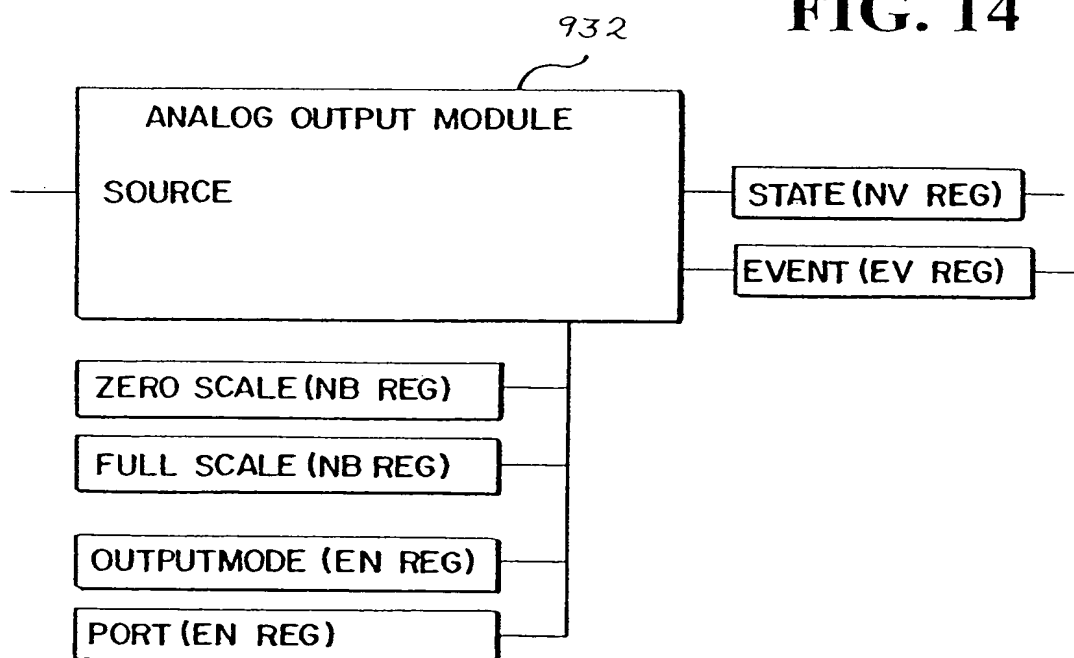 FIG. 14
932
ANALOG OUTPUT MODULE
SOURCE
STATE (NV REG)
EVENT (EV REG)
ZERO SCALE (NB REG)
FULL SCALE (NB REG)
OUTPUTMODE (EN REG)
PORT (EN REG)